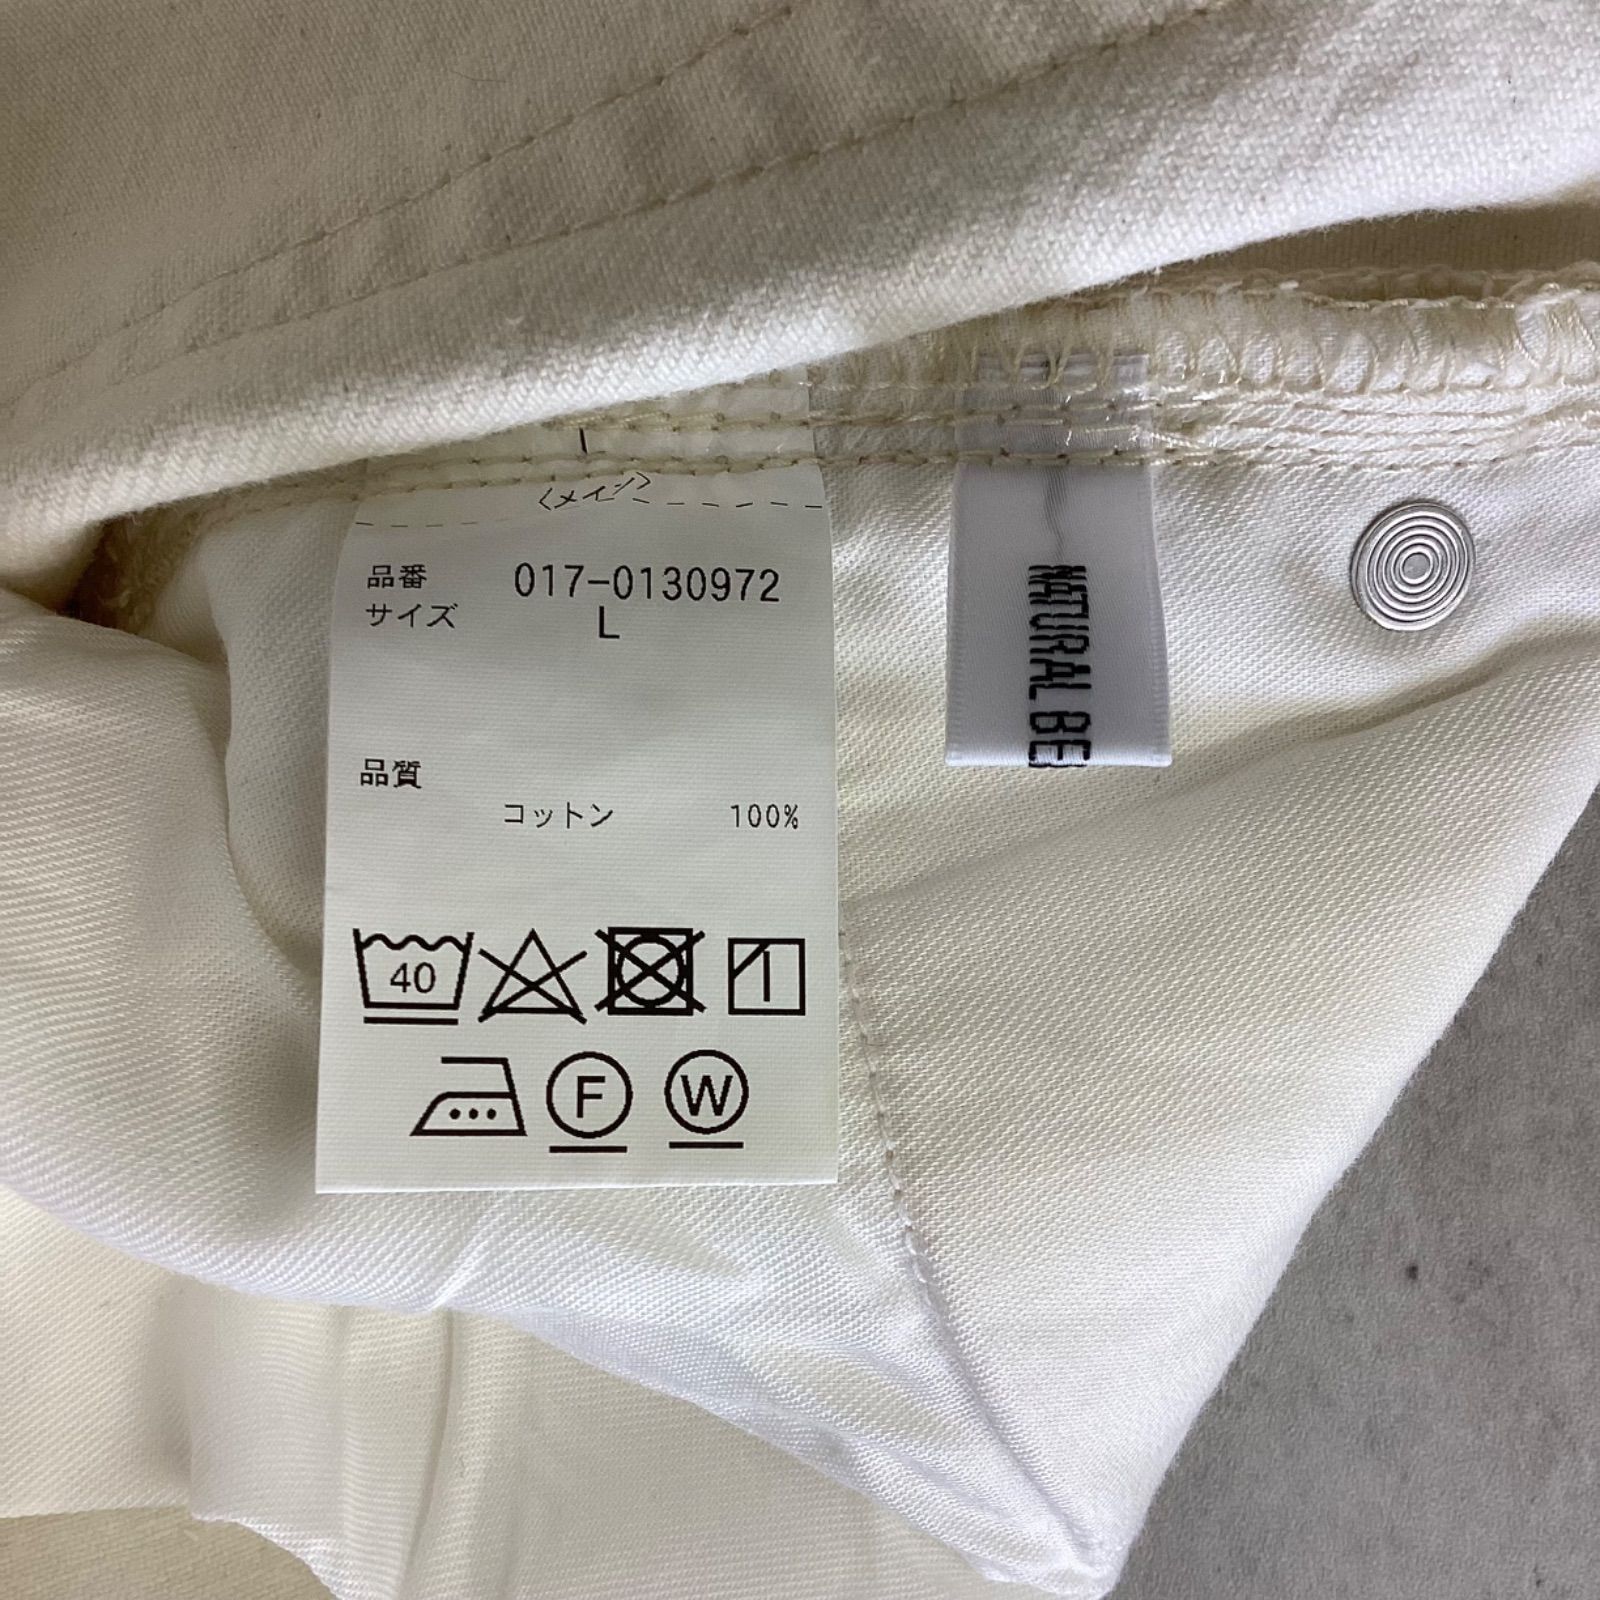 〈メイン〉
品番 017-0130972
サイズ L
品質
コットン 100%
40
F W
NATURAL BE